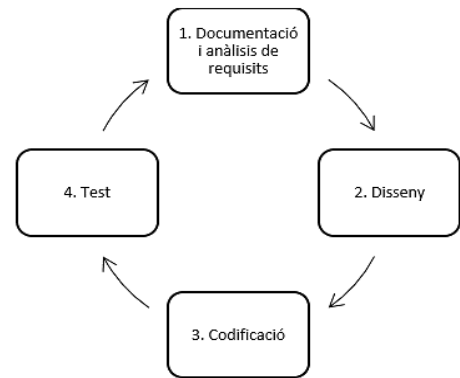 1. Documentació
i anàlisis de
requisits
2. Disseny
3. Codificació
4. Test